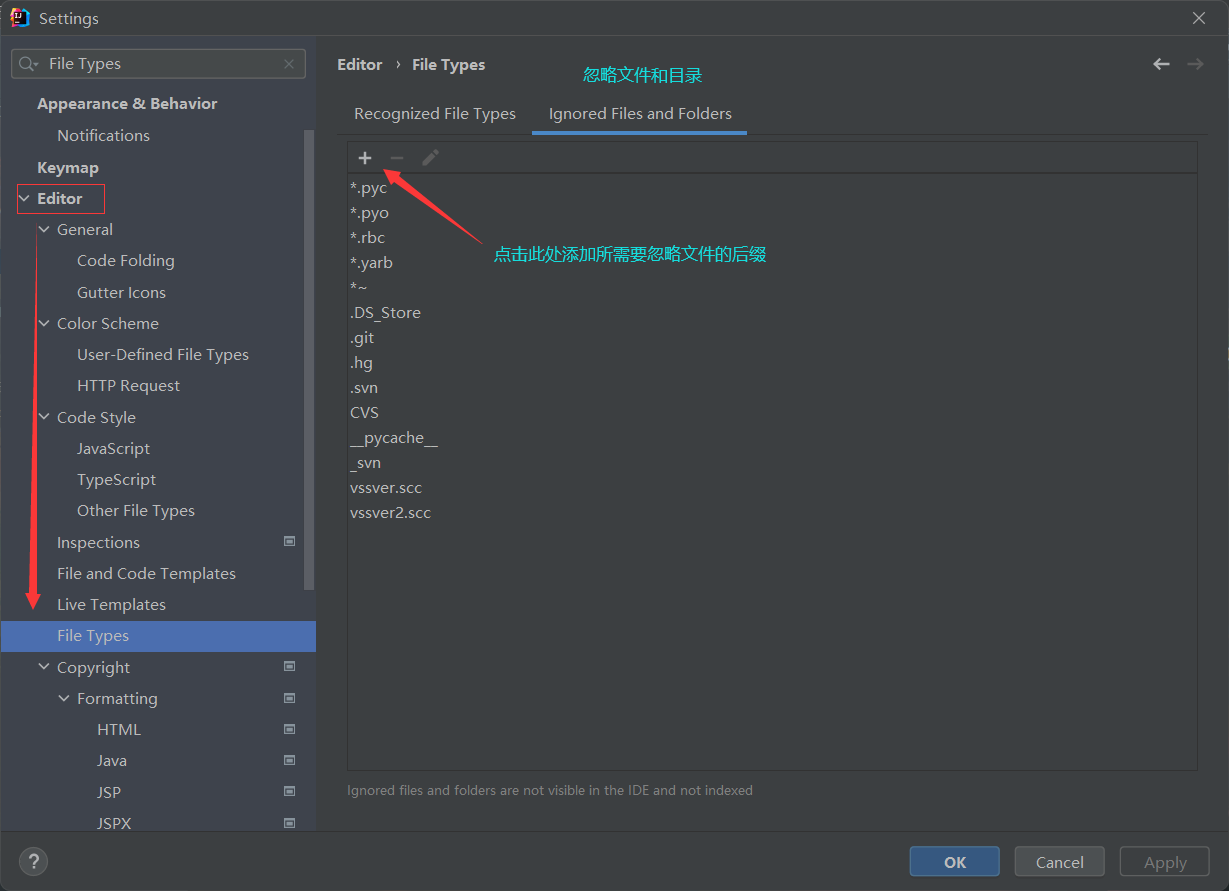 Settings
File Types
Appearance & Behavior
Notifications
Keymap
Editor
General
Code Folding
Gutter Icons
Color Scheme
User-Defined File Types
HTTP Request
Code Style
JavaScript
TypeScript
Other File Types
Inspections
File and Code Templates
Live Templates
File Types
Copyright
Formatting
HTML
Java
JSP
JSPX
Editor › File Types
忽略文件和目录
Recognized File Types
Ignored Files and Folders
*.pyc
*.pyo
*.rbc
*.yarb
*~
.DS_Store
.git
.hg
.svn
CVS
__pycache__
_svn
vssver.scc
vssver2.scc
点击此处添加所需要忽略文件的后缀
Ignored files and folders are not visible in the IDE and not indexed
?
OK
Cancel
Apply